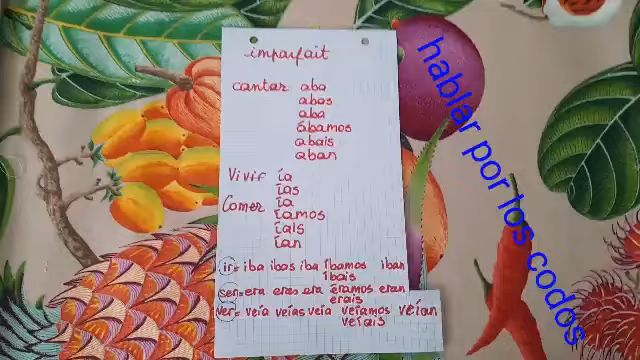 imparfait
cantar aba
abas
aba
ábamos
abais
aban
Vivir ía
ías
Comer ía
íamos
íais
ían
ir= iba ibas iba íbamos iban
íbais
ser= era eras era éramos eran
erais
ver= veía veías veía veíamos veían
veíais
hablar por los codos